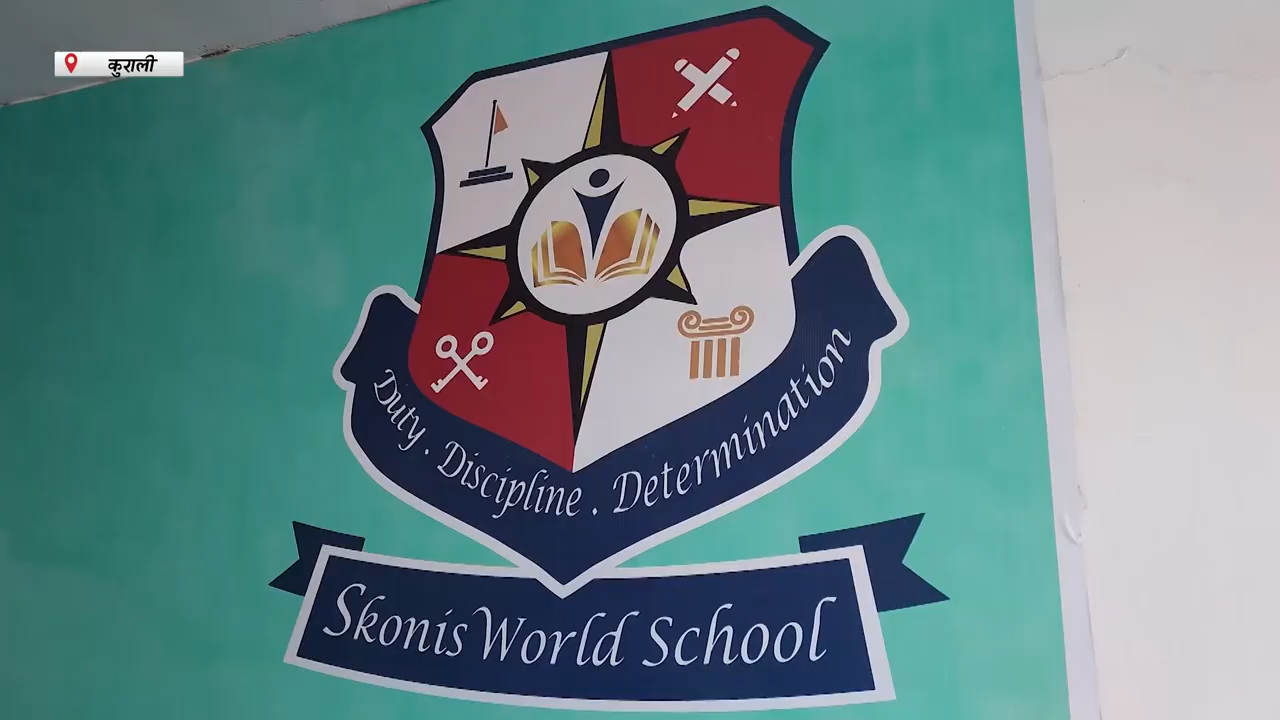 कुराली
Duty . Discipline . Determination
Skonis World School